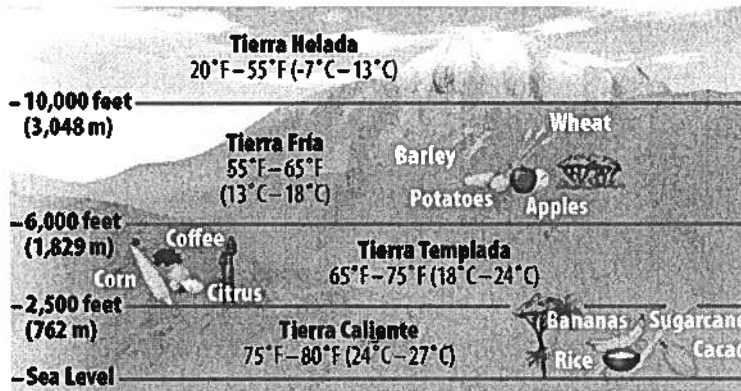 Tierra Helada
20°F–55°F (-7°C–13°C)
10,000 feet
(3,048 m)
Tierra Fría
55°F–65°F
(13°C–18°C)
Wheat
Barley
Potatoes
Apples
6,000 feet
(1,829 m)
Coffee
Corn
Citrus
Tierra Templada
65°F–75°F (18°C–24°C)
2,500 feet
(762 m)
Tierra Caliente
75°F–80°F (24°C–27°C)
Bananas
Sugarcane
Rice
Cacao
Sea Level